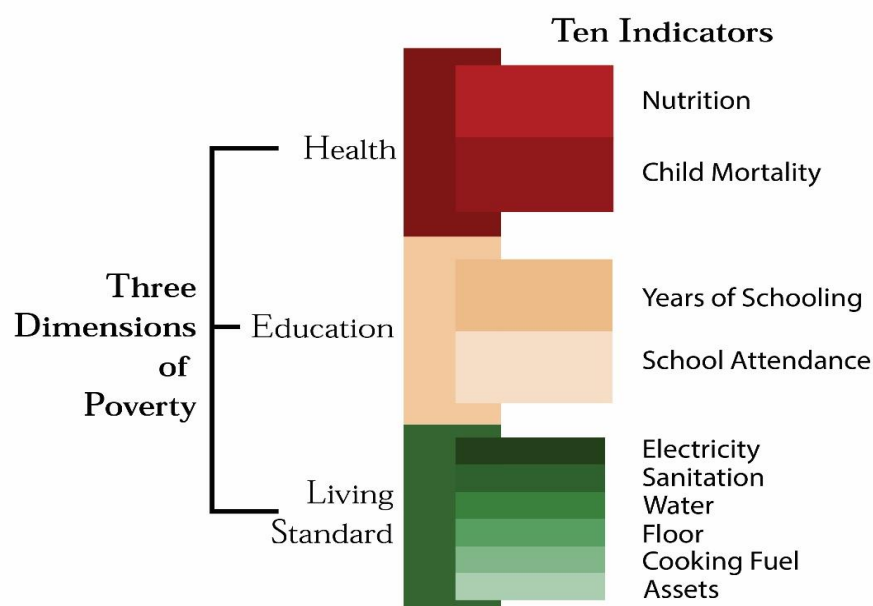 Ten Indicators
Three
Dimensions
of
Poverty
Health
Nutrition
Child Mortality
Education
Years of Schooling
School Attendance
Living
Standard
Electricity
Sanitation
Water
Floor
Cooking Fuel
Assets